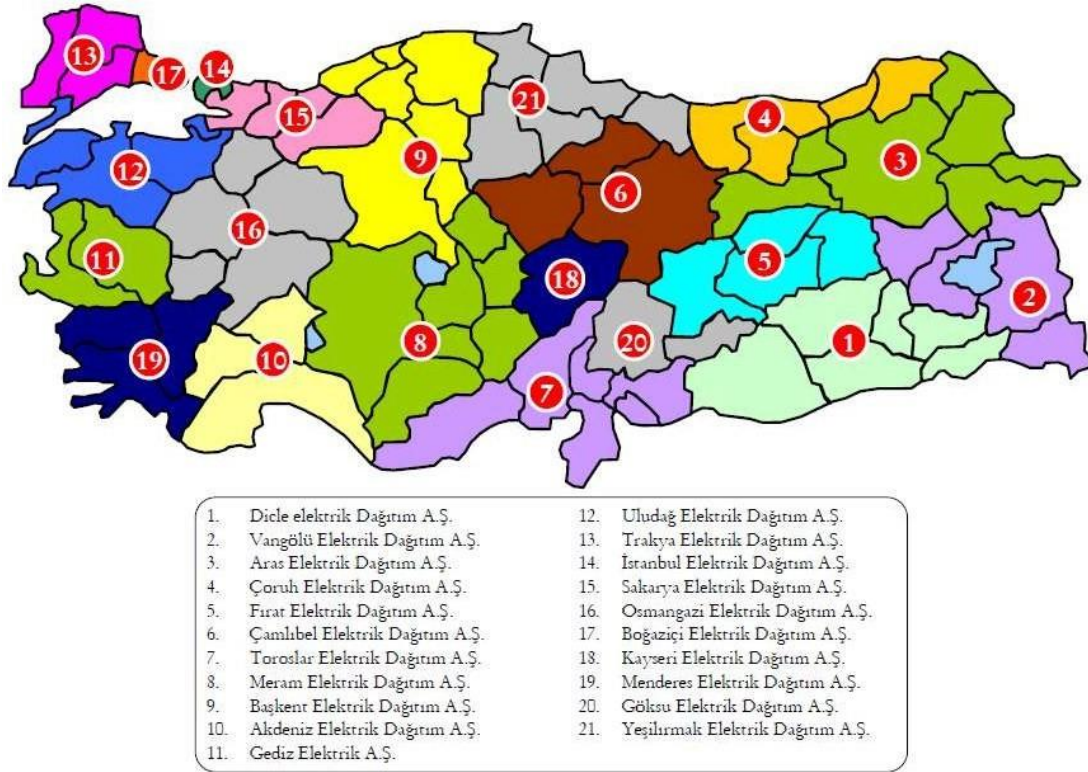 13
17
14
15
21
4
3
9
12
6
16
11
5
18
2
8
20
1
19
10
7
1. Dicle elektrik Dağıtım A.Ş.
2. Vangölü Elektrik Dağıtım A.Ş.
3. Aras Elektrik Dağıtım A.Ş.
4. Çoruh Elektrik Dağıtım A.Ş.
5. Fırat Elektrik Dağıtım A.Ş.
6. Çamlıbel Elektrik Dağıtım A.Ş.
7. Toroslar Elektrik Dağıtım A.Ş.
8. Meram Elektrik Dağıtım A.Ş.
9. Başkent Elektrik Dağıtım A.Ş.
10. Akdeniz Elektrik Dağıtım A.Ş.
11. Gediz Elektrik A.Ş.
12. Uludağ Elektrik Dağıtım A.Ş.
13. Trakya Elektrik Dağıtım A.Ş.
14. İstanbul Elektrik Dağıtım A.Ş.
15. Sakarya Elektrik Dağıtım A.Ş.
16. Osmangazi Elektrik Dağıtım A.Ş.
17. Boğaziçi Elektrik Dağıtım A.Ş.
18. Kayseri Elektrik Dağıtım A.Ş.
19. Menderes Elektrik Dağıtım A.Ş.
20. Göksu Elektrik Dağıtım A.Ş.
21. Yeşilırmak Elektrik Dağıtım A.Ş.